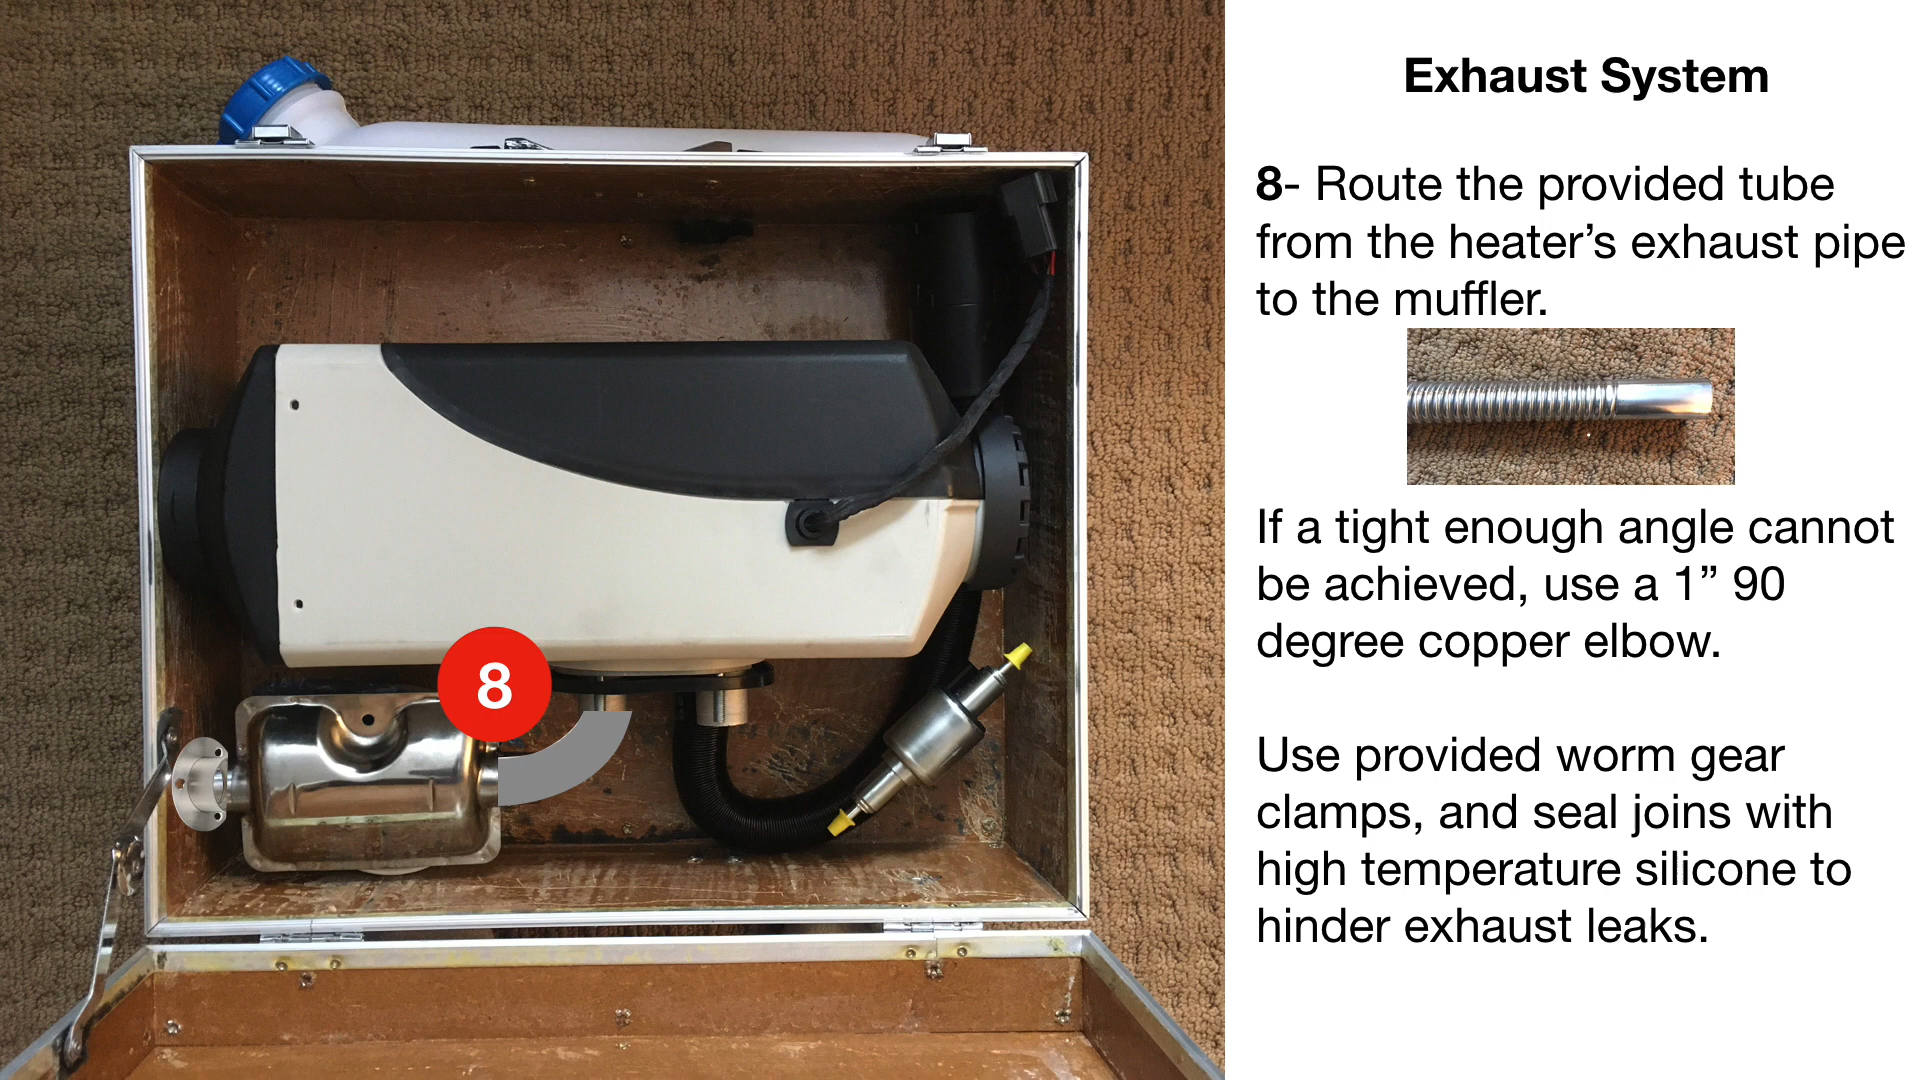 Exhaust System
8- Route the provided tube
from the heater’s exhaust pipe
to the muffler.
If a tight enough angle cannot
be achieved, use a 1” 90
degree copper elbow.
Use provided worm gear
clamps, and seal joins with
high temperature silicone to
hinder exhaust leaks.
8